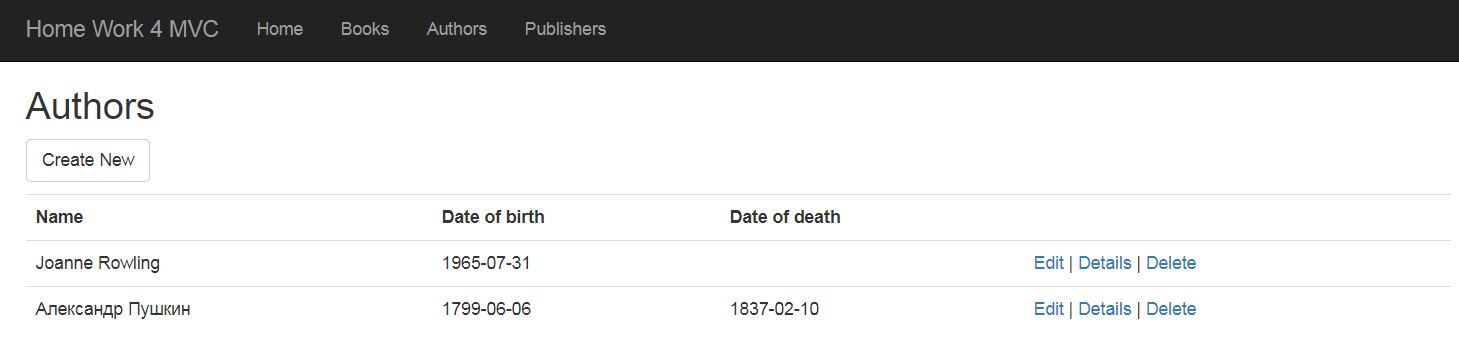 Home Work 4 MVC Home Books Authors Publishers
Authors
Create New
Name Date of birth Date of death
Joanne Rowling 1965-07-31 Edit | Details | Delete
Александр Пушкин 1799-06-06 1837-02-10 Edit | Details | Delete